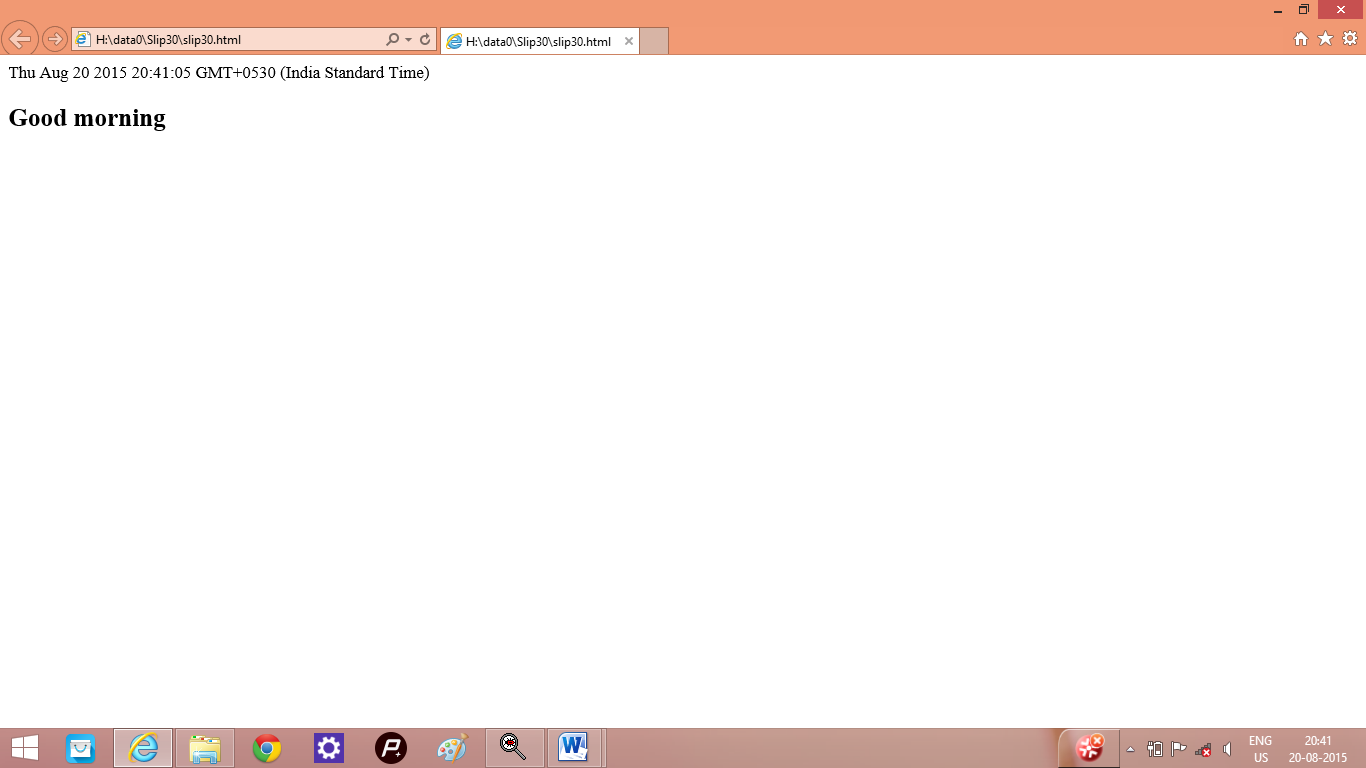 H:\data0\Slip30\slip30.html
H:\data0\Slip30\slip30.html
Thu Aug 20 2015 20:41:05 GMT+0530 (India Standard Time)
Good morning
ENG
US
20:41
20-08-2015